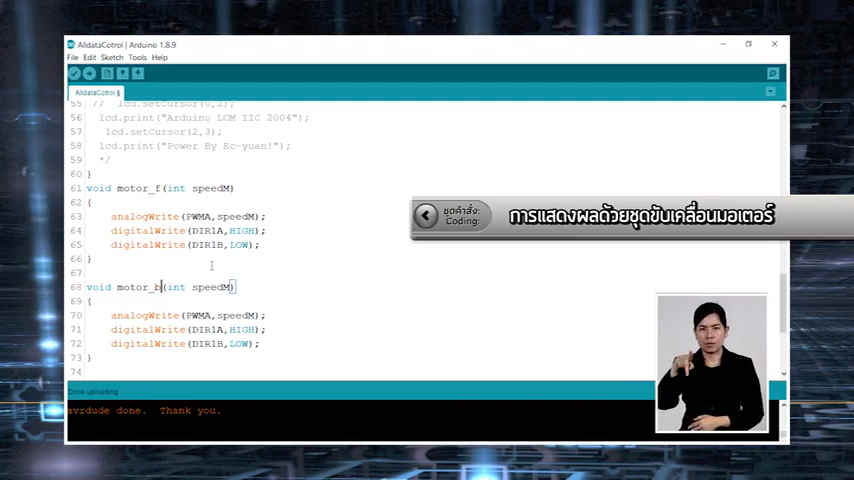 AlldataCotrol | Arduino 1.8.9
File Edit Sketch Tools Help
AlldataCotrol §
55 //  lcd.setCursor(0,2);
56   lcd.print("Arduino LCM IIC 2004");
57    lcd.setCursor(2,3);
58   lcd.print("Power By Ec-yuan!");
59   */
60 }
61 void motor_f(int speedM)
62 {
63     analogWrite(PWMA,speedM);
64     digitalWrite(DIR1A,HIGH);
65     digitalWrite(DIR1B,LOW);
66 }
67
68 void motor_b(int speedM)
69 {
70     analogWrite(PWMA,speedM);
71     digitalWrite(DIR1A,HIGH);
72     digitalWrite(DIR1B,LOW);
73 }
74
ชุดคำสั่ง:
Coding:
การแสดงผลด้วยชุดขับเคลื่อนมอเตอร์
Done uploading.
avrdude done.  Thank you.